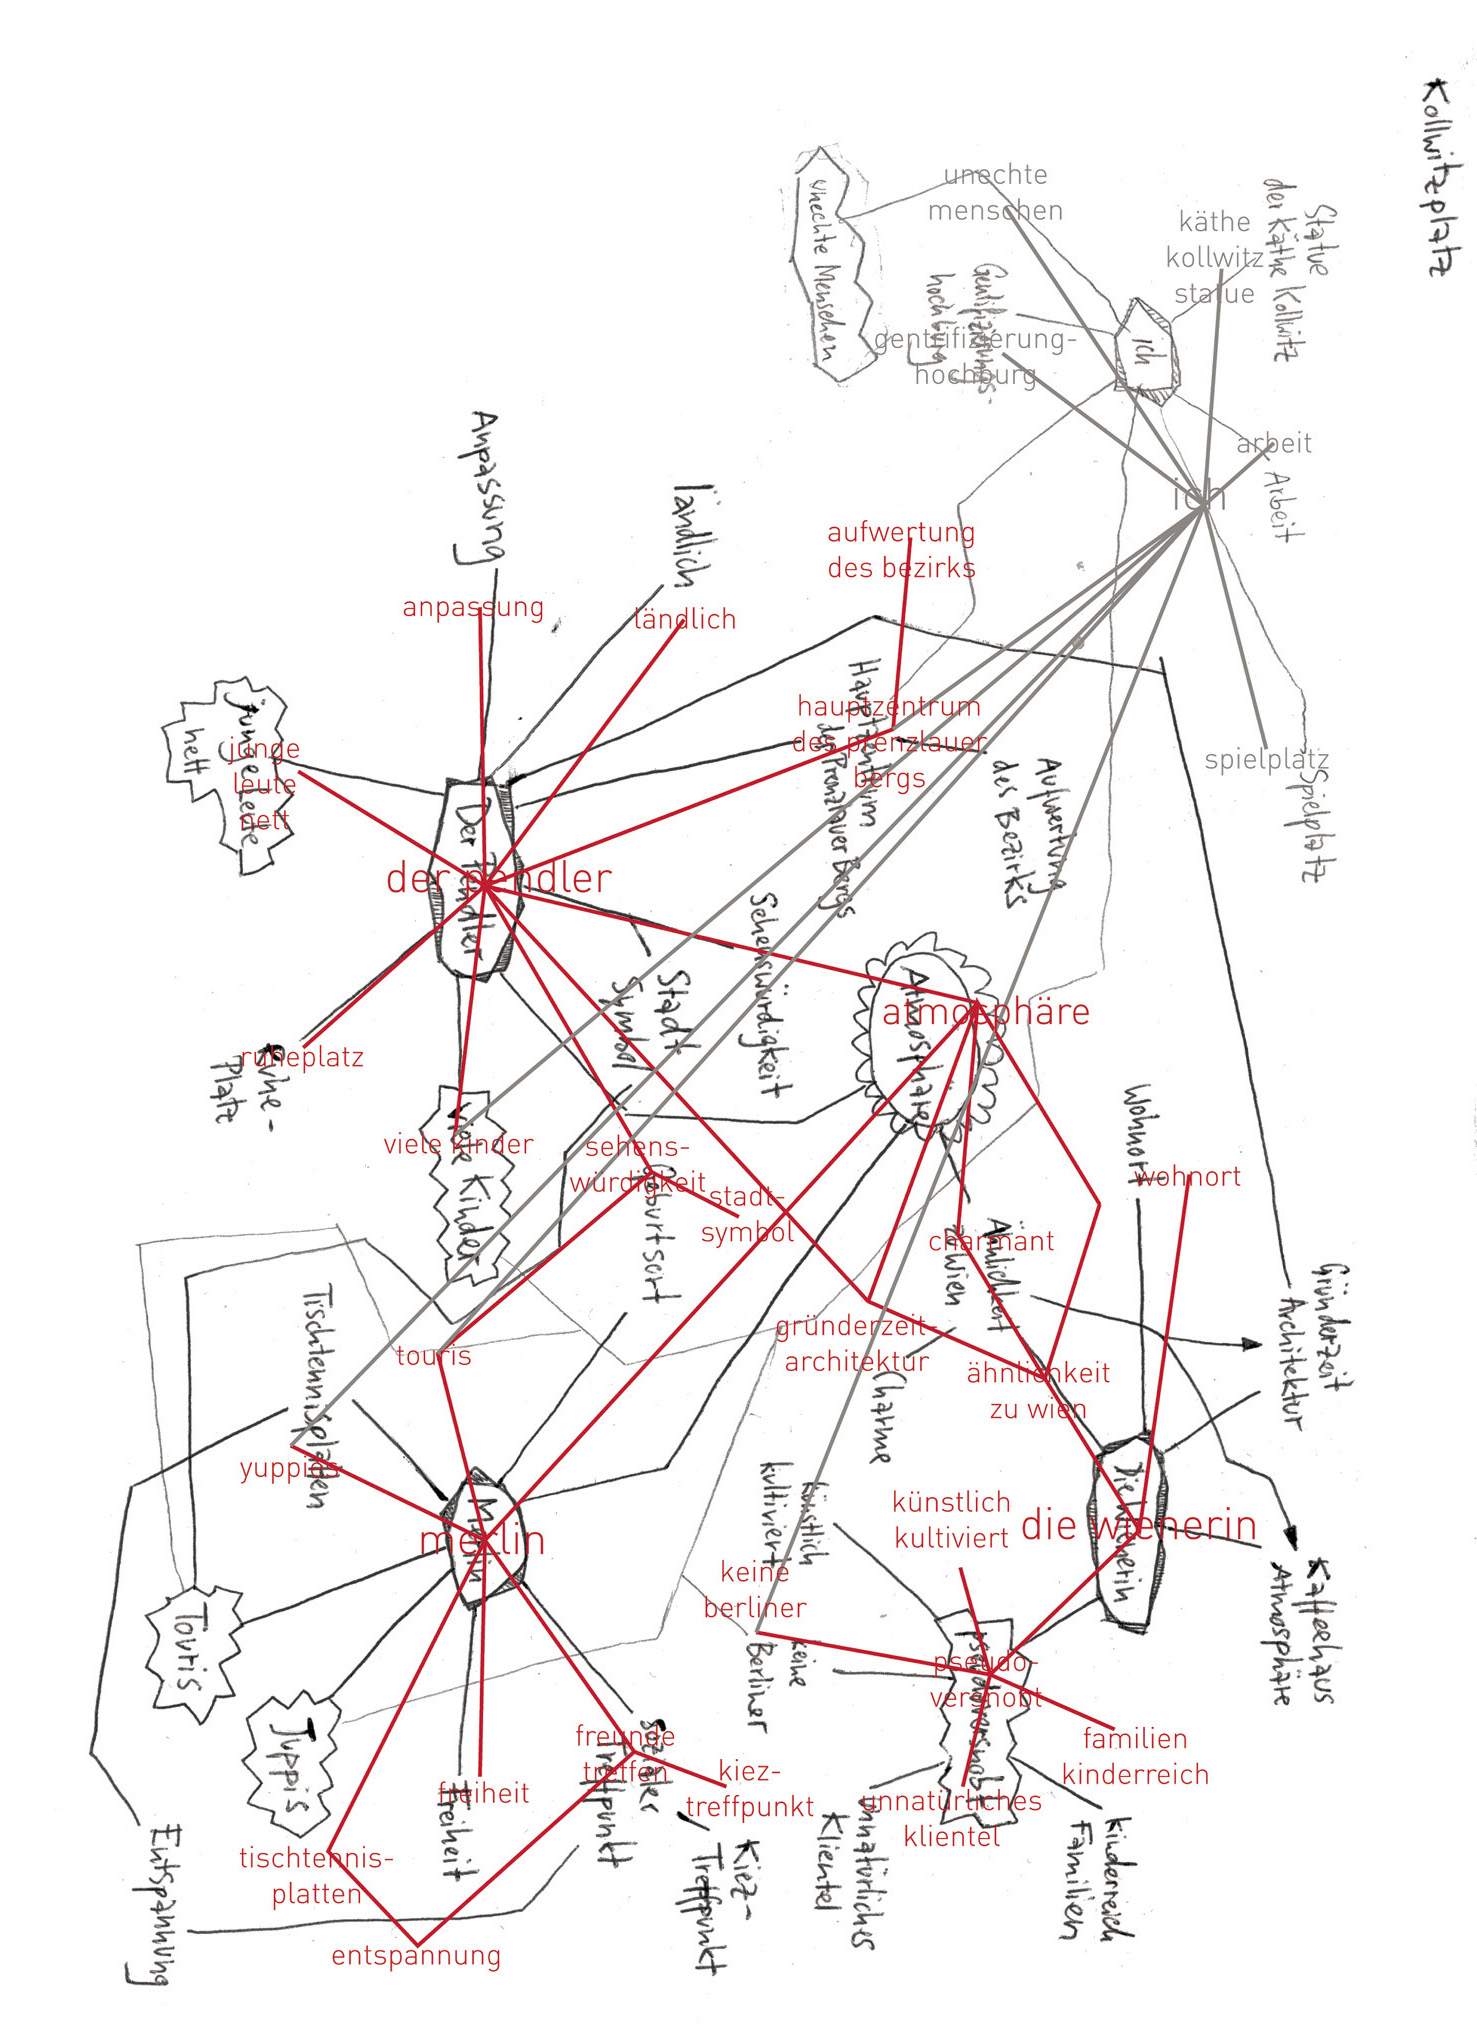 Kollwitzplatz
unechte
menschen
unechte Menschen
käthe
kollwitz
statue
Statue
der Käthe Kollwitz
gentrifizierung-
hochburg
Gentrifizierungs-
hochburg
ich
arbeit
Arbeit
ich
spielplatz
Spielplatz
Anpassung
ländlich
anpassung
ländlich
aufwertung
des bezirks
hauptzentrum
des prenzlauer
bergs
Hauptzentrum
des Prenzlauer Bergs
Aufwertung
des Bezirks
junge
leute
nett
junge Leute
nett
der pendler
Der Pendler
Sehenswürdigkeit
Stadt
Symbol
atmosphäre
Atmosphäre
ruheplatz
Ruhe-
Platz
viele kinder
Viele Kinder
sehens-
würdigkeit
stadt-
symbol
Geburtsort
Wohnort
wohnort
charmant
Ähnlichkeit
zu Wien
gründerzeit-
architektur
ähnlichkeit
zu wien
Charme
Gründerzeit
Architektur
touris
Tischtennisplatten
yuppies
merlin
Merlin
künstlich
kultiviert
künstlich
kultiviert
die wienerin
Die Wienerin
Kaffeehaus
Atmosphäre
keine
berliner
keine
Berliner
Touris
Juppis
pseudo-
versnobt
pseudoversnobt
freunde
treffen
sozialer
Treffpunkt
kiez-
treffpunkt
Kiez-
Treffpunkt
freiheit
Freiheit
familien
kinderreich
kinderreich
Familien
unnatürliches
klientel
unnatürliches
Klientel
tischtennis-
platten
entspannung
Entspannung